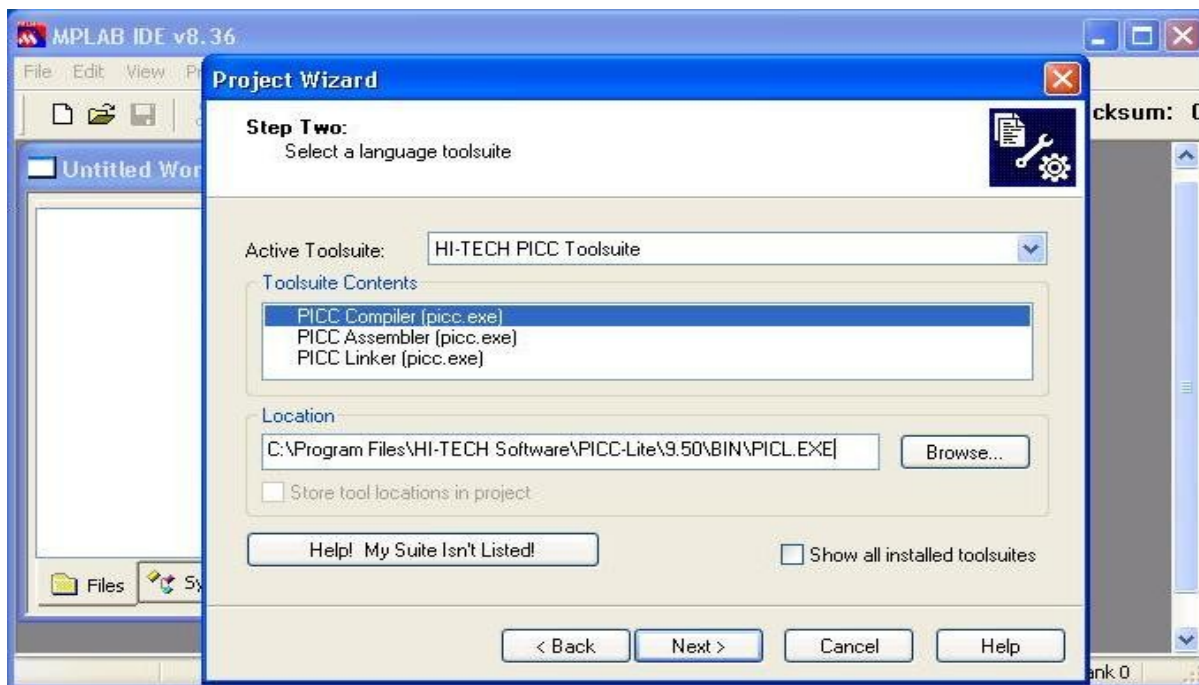 MPLAB IDE v8.36
File Edit View
cksum:
Untitled
Files
Project Wizard
Step Two:
Select a language toolsuite
Active Toolsuite: HI-TECH PICC Toolsuite
Toolsuite Contents
PICC Compiler (picc.exe)
PICC Assembler (picc.exe)
PICC Linker (picc.exe)
Location
C:\Program Files\HI-TECH Software\PICC-Lite\9.50\BIN\PICL.EXE
Browse...
Store tool locations in project
Help! My Suite Isn't Listed!
Show all installed toolsuites
< Back Next > Cancel Help
ank 0